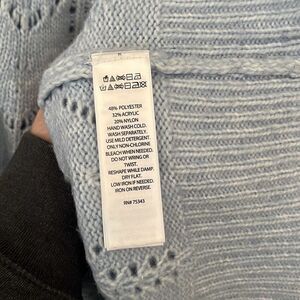 48% POLYESTER
32% ACRYLIC
20% NYLON
HAND WASH COLD.
WASH SEPARATELY.
USE MILD DETERGENT.
ONLY NON-CHLORINE
BLEACH WHEN NEEDED.
DO NOT WRING OR
TWIST.
RESHAPE WHILE DAMP.
DRY FLAT.
LOW IRON IF NEEDED.
IRON ON REVERSE.
RN# 75343